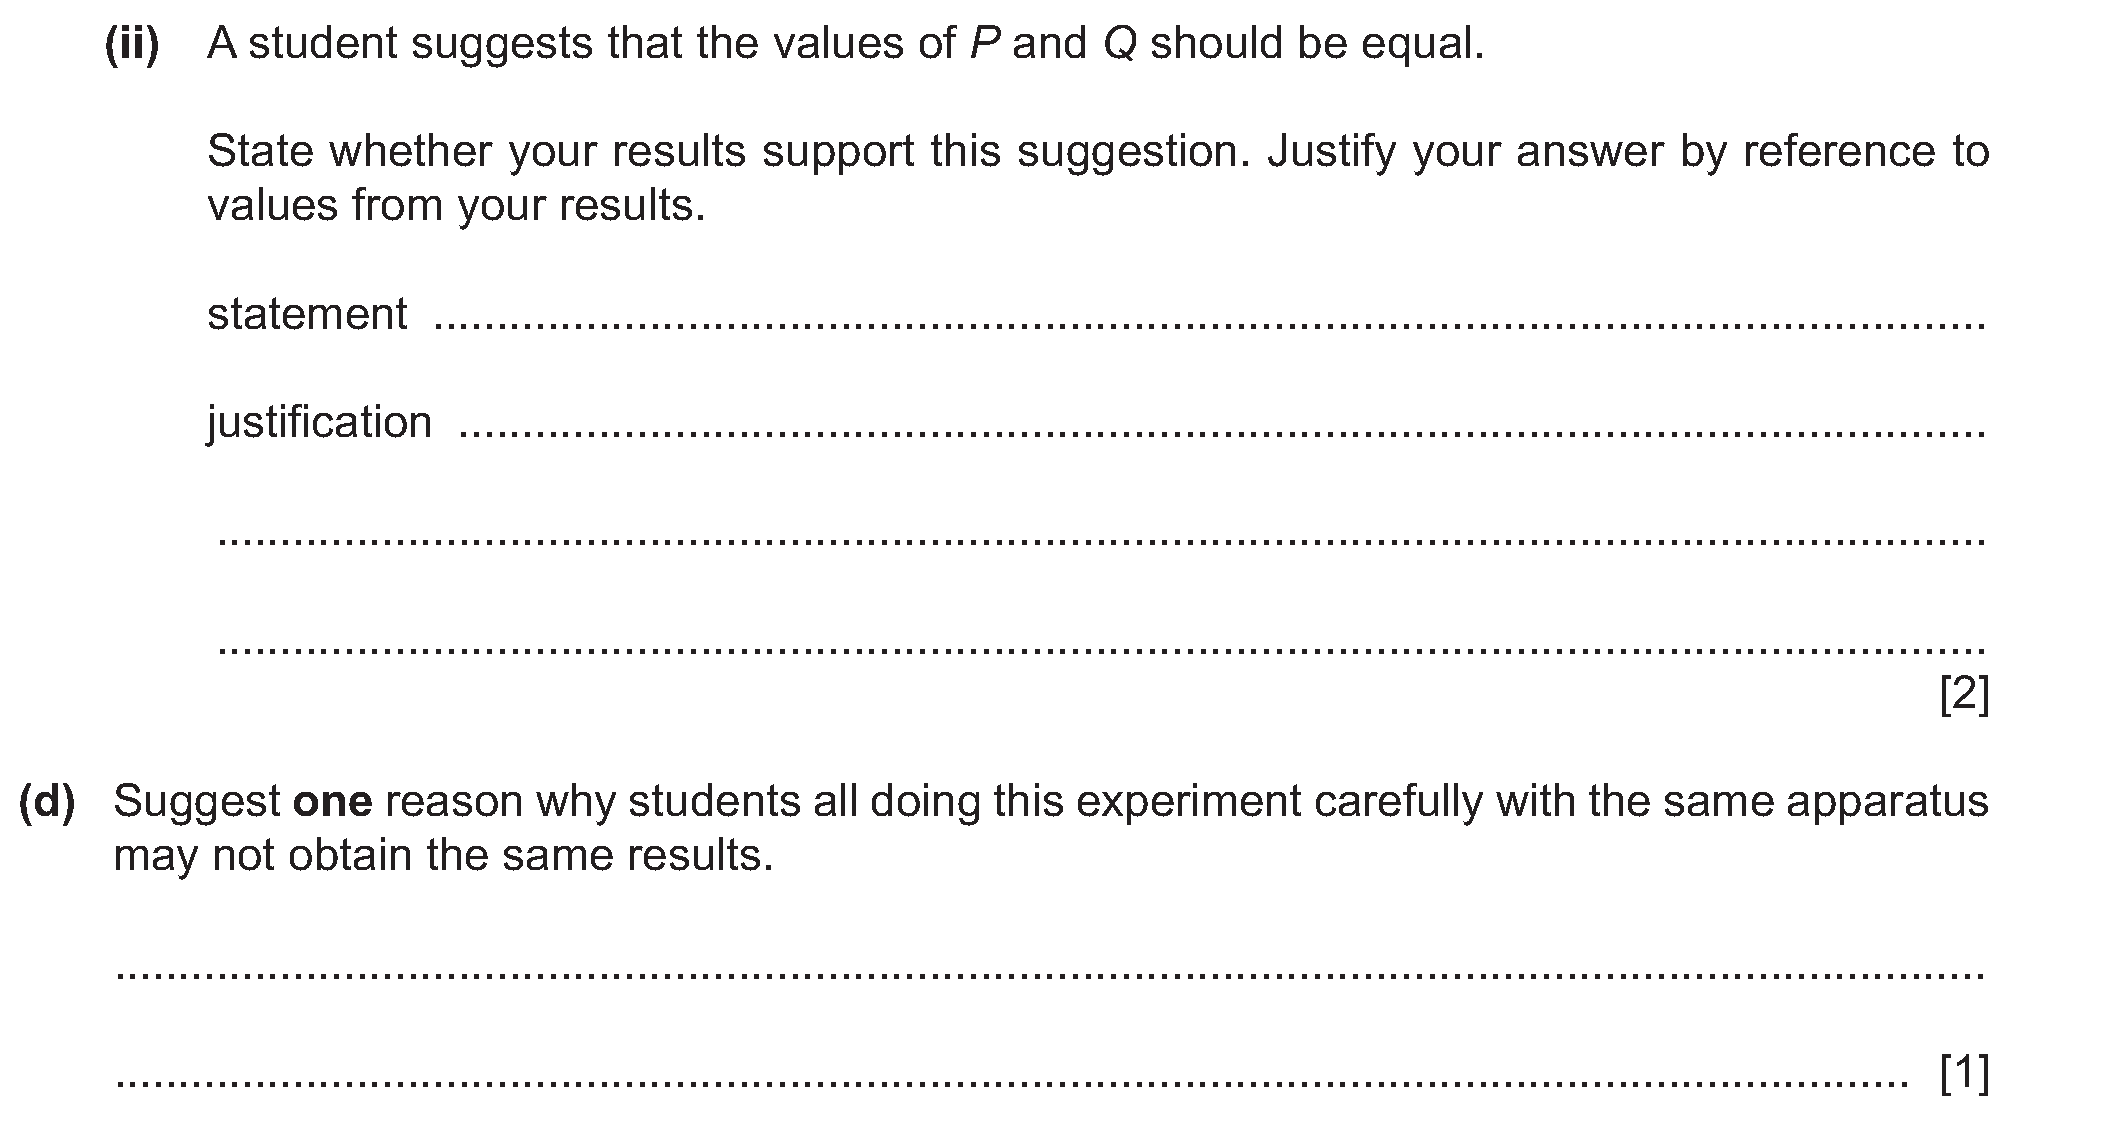 (ii) A student suggests that the values of P and Q should be equal.
State whether your results support this suggestion. Justify your answer by reference to
values from your results.
statement ..........................................................................................................................
justification ........................................................................................................................
...........................................................................................................................................
...........................................................................................................................................
[2]
(d) Suggest one reason why students all doing this experiment carefully with the same apparatus
may not obtain the same results.
...................................................................................................................................................
............................................................................................................................................. [1]